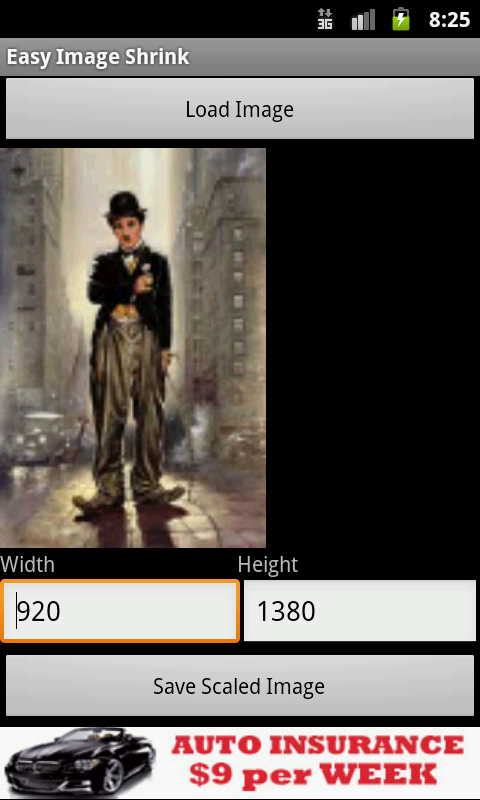 3G 8:25
Easy Image Shrink
Load Image
Width Height
920 1380
Save Scaled Image
AUTO INSURANCE
$9 per WEEK